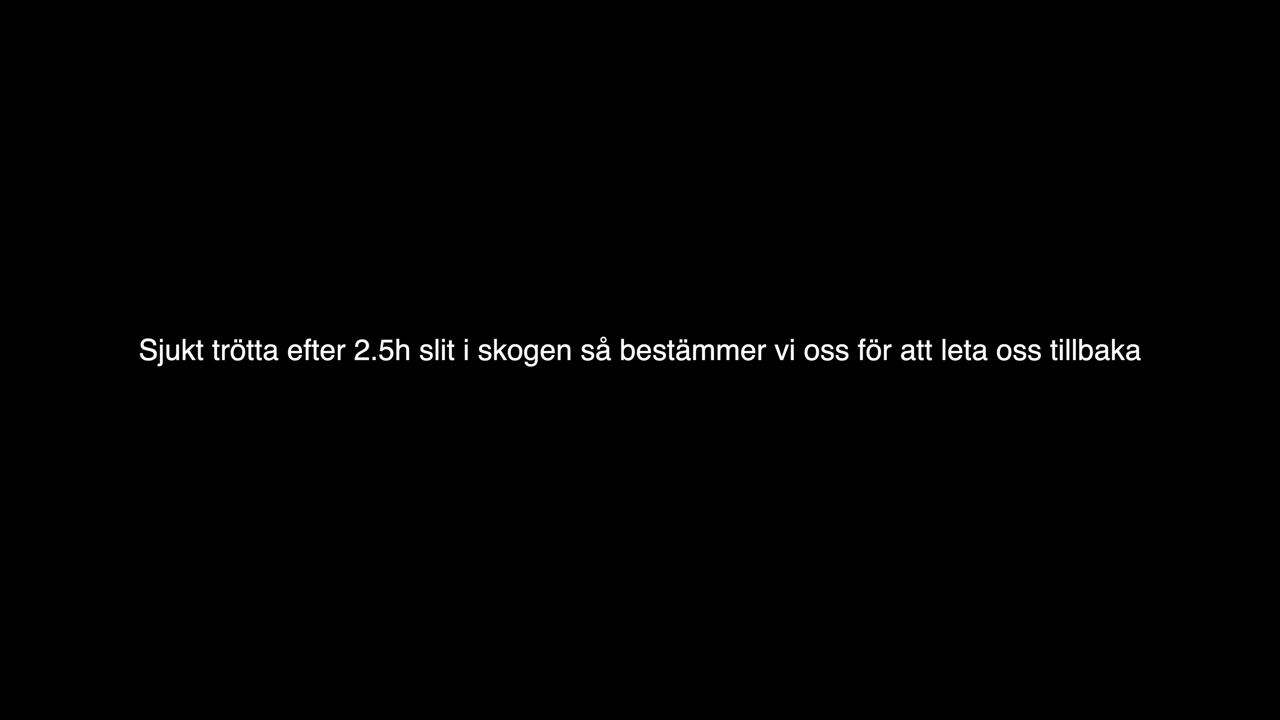 Sjukt trötta efter 2.5h slit i skogen så bestämmer vi oss för att leta oss tillbaka